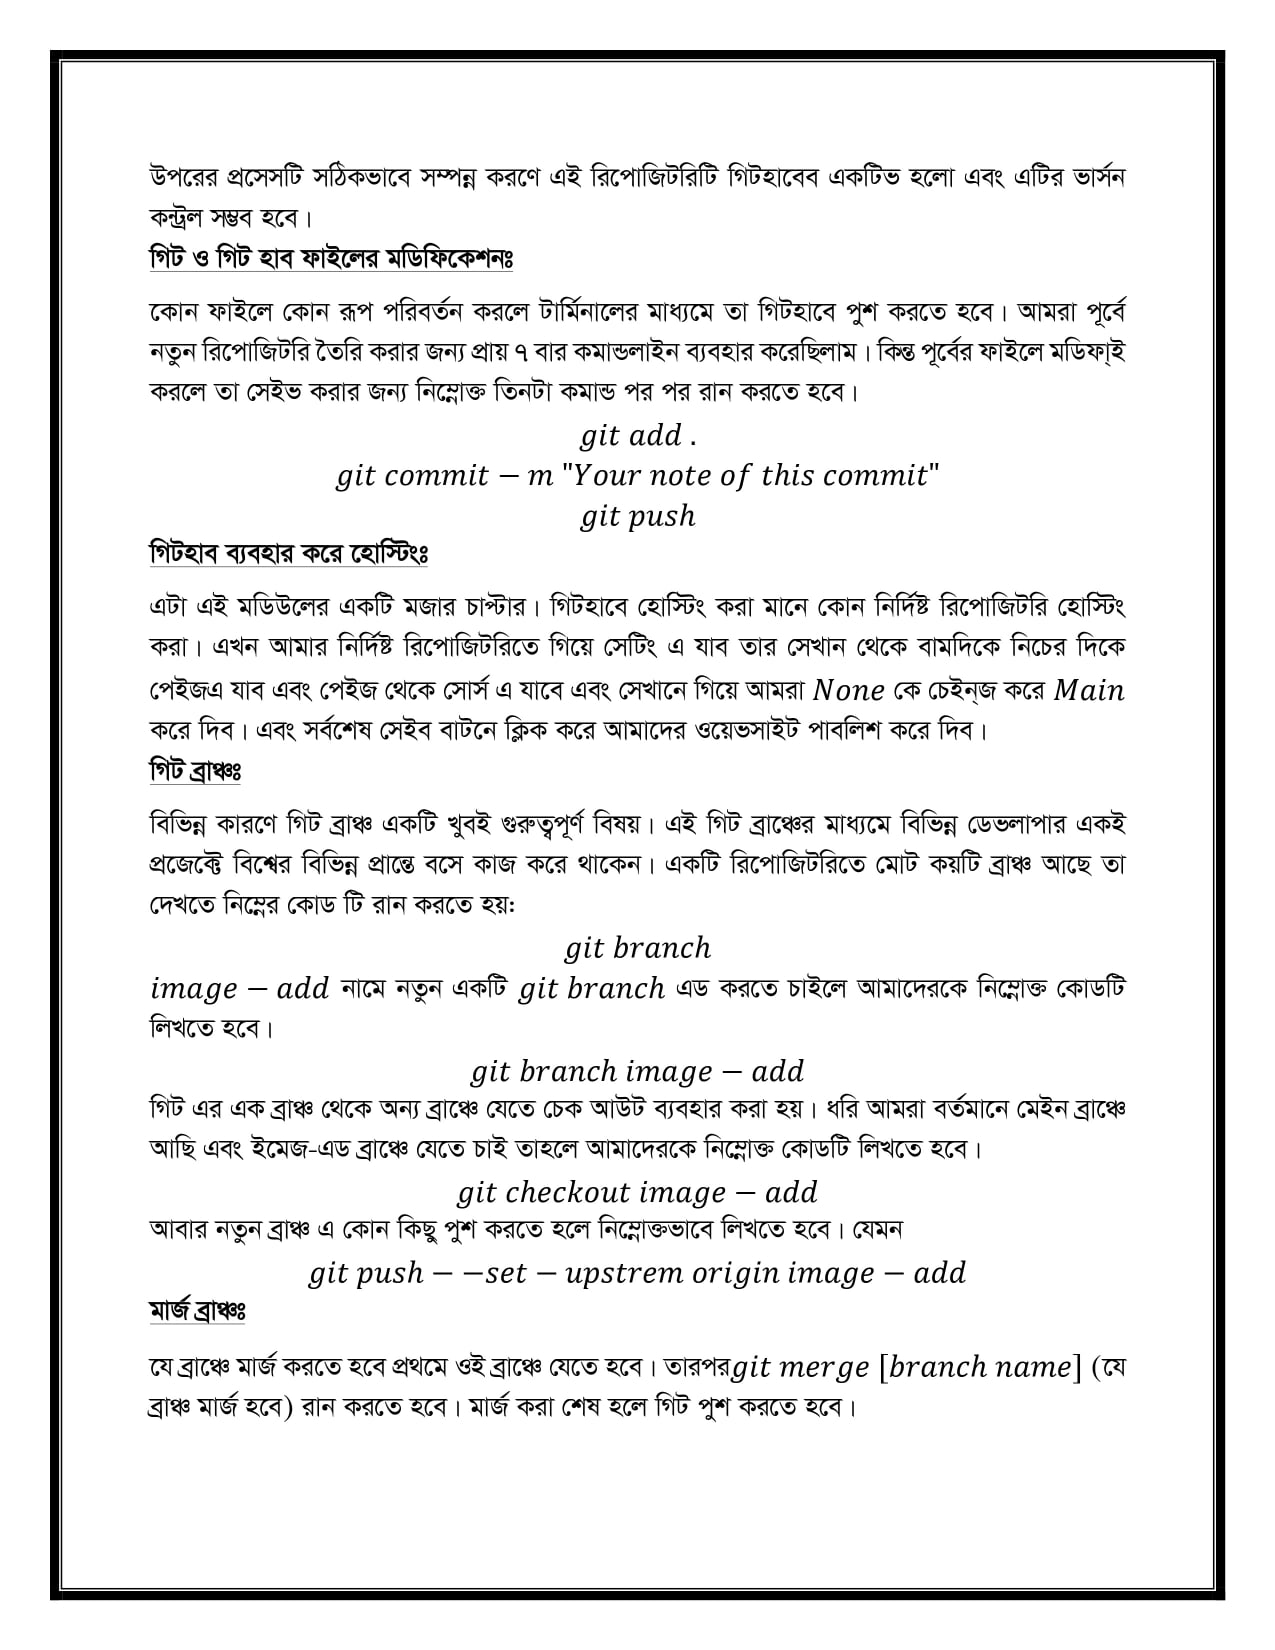 উপরের প্রসেসটি সঠিকভাবে সম্পন্ন করণে এই রিপোজিটরিটি গিটহাবেব একটিভ হলো এবং এটির ভার্সন
কন্ট্রল সম্ভব হবে।
গিট ও গিট হাব ফাইলের মডিফিকেশনঃ
কোন ফাইলে কোন রূপ পরিবর্তন করলে টার্মিনালের মাধ্যমে তা গিটহাবে পুশ করতে হবে। আমরা পূর্বে
নতুন রিপোজিটরি তৈরি করার জন্য প্রায় ৭ বার কমান্ডলাইন ব্যবহার করেছিলাম। কিন্ত পূর্বের ফাইলে মডিফা্ই
করলে তা সেইভ করার জন্য নিম্লোক্ত তিনটা কমান্ড পর পর রান করতে হবে।
git add .
git commit − m "Your note of this commit"
git push
গিটহাব ব্যবহার করে হোস্টিংঃ
এটা এই মডিউলের একটি মজার চাপ্টার। গিটহাবে হোস্টিং করা মানে কোন নির্দিষ্ট রিপোজিটরি হোস্টিং
করা। এখন আমার নির্দিষ্ট রিপোজিটরিতে গিয়ে সেটিং এ যাব তার সেখান থেকে বামদিকে নিচের দিকে
পেইজএ যাব এবং পেইজ থেকে সোর্স এ যাবে এবং সেখানে গিয়ে আমরা None কে চেইন্জ করে Main
করে দিব। এবং সর্বশেষ সেইব বাটনে ক্লিক করে আমাদের ওয়েভসাইট পাবলিশ করে দিব।
গিট ব্রাঞ্চঃ
বিভিন্ন কারণে গিট ব্রাঞ্চ একটি খুবই গুরুত্বপূর্ণ বিষয়। এই গিট ব্রাঞ্চের মাধ্যমে বিভিন্ন ডেভলাপার একই
প্রজেক্টে বিশ্বের বিভিন্ন প্রান্তে বসে কাজ করে থাকেন। একটি রিপোজিটরিতে মোট কয়টি ব্রাঞ্চ আছে তা
দেখতে নিম্লের কোড টি রান করতে হয়ঃ
git branch
image − add নামে নতুন একটি git branch এড করতে চাইলে আমাদেরকে নিম্লোক্ত কোডটি
লিখতে হবে।
git branch image − add
গিট এর এক ব্রাঞ্চ থেকে অন্য ব্রাঞ্চে যেতে চেক আউট ব্যবহার করা হয়। ধরি আমরা বর্তমানে মেইন ব্রাঞ্চে
আছি এবং ইমেজ-এড ব্রাঞ্চে যেতে চাই তাহলে আমাদেরকে নিম্লোক্ত কোডটি লিখতে হবে।
git checkout image − add
আবার নতুন ব্রাঞ্চ এ কোন কিছু পুশ করতে হলে নিম্লোক্তভাবে লিখতে হবে। যেমন
git push − −set − upstrem origin image − add
মার্জ ব্রাঞ্চঃ
যে ব্রাঞ্চে মার্জ করতে হবে প্রথমে ওই ব্রাঞ্চে যেতে হবে। তারপরgit merge [branch name] (যে
ব্রাঞ্চ মার্জ হবে) রান করতে হবে। মার্জ করা শেষ হলে গিট পুশ করতে হবে।